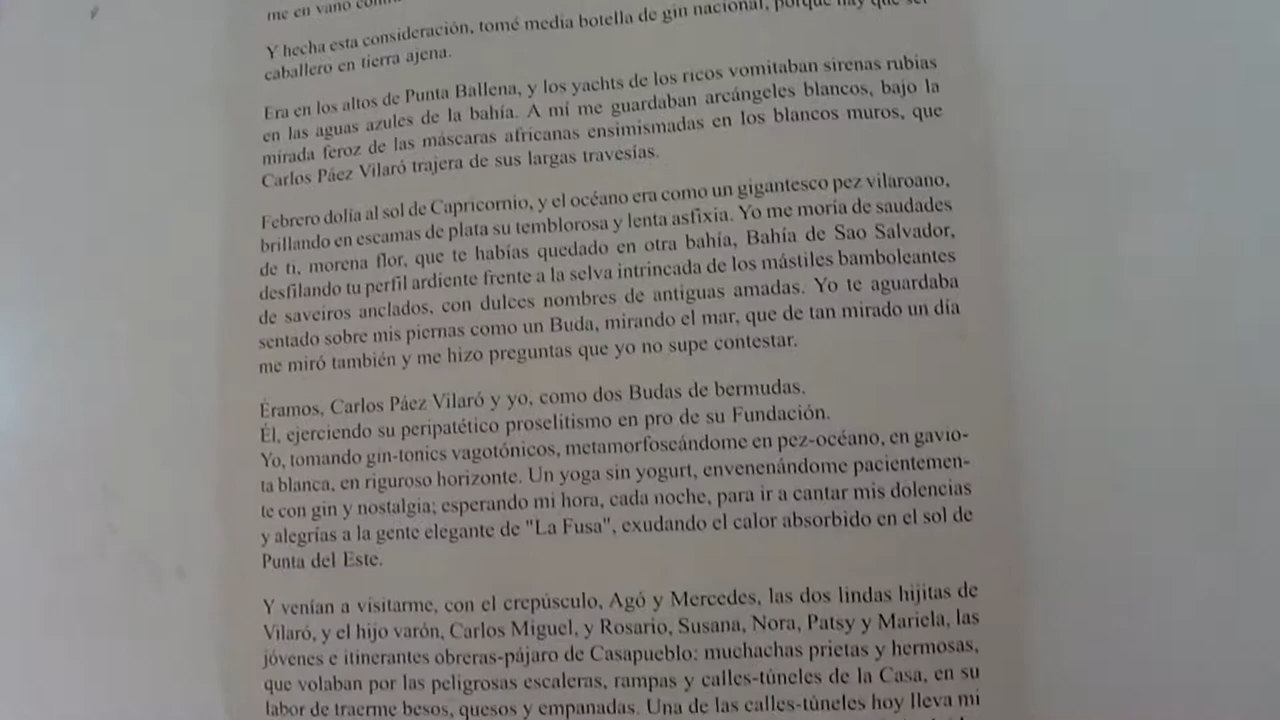 me en vano
Y hecha esta consideración, tomé media botella de gin nacional, porque hay que ser
caballero en tierra ajena.
Era en los altos de Punta Ballena, y los yachts de los ricos vomitaban sirenas rubias
en las aguas azules de la bahía. A mí me guardaban arcángeles blancos, bajo la
mirada feroz de las máscaras africanas ensimismadas en los blancos muros, que
Carlos Páez Vilaró trajera de sus largas travesías.
Febrero dolía al sol de Capricornio, y el océano era como un gigantesco pez vilaroano,
brillando en escamas de plata su temblorosa y lenta asfixia. Yo me moría de saudades
de ti, morena flor, que te habías quedado en otra bahía, Bahía de Sao Salvador,
desfilando tu perfil ardiente frente a la selva intrincada de los mástiles bamboleantes
de saveiros anclados, con dulces nombres de antiguas amadas. Yo te aguardaba
sentado sobre mis piernas como un Buda, mirando el mar, que de tan mirado un día
me miró también y me hizo preguntas que yo no supe contestar.
Éramos, Carlos Páez Vilaró y yo, como dos Budas de bermudas.
Él, ejerciendo su peripatético proselitismo en pro de su Fundación.
Yo, tomando gin-tonics vagotónicos, metamorfoseándome en pez-océano, en gavio-
ta blanca, en riguroso horizonte. Un yoga sin yogurt, envenenándome pacientemen-
te con gin y nostalgia; esperando mi hora, cada noche, para ir a cantar mis dolencias
y alegrías a la gente elegante de "La Fusa", exudando el calor absorbido en el sol de
Punta del Este.
Y venían a visitarme, con el crepúsculo, Agó y Mercedes, las dos lindas hijitas de
Vilaró, y el hijo varón, Carlos Miguel, y Rosario, Susana, Nora, Patsy y Mariela, las
jóvenes e itinerantes obreras-pájaro de Casapueblo: muchachas prietas y hermosas,
que volaban por las peligrosas escaleras, rampas y calles-túneles de la Casa, en su
labor de traerme besos, quesos y empanadas. Una de las calles-túneles hoy lleva mi